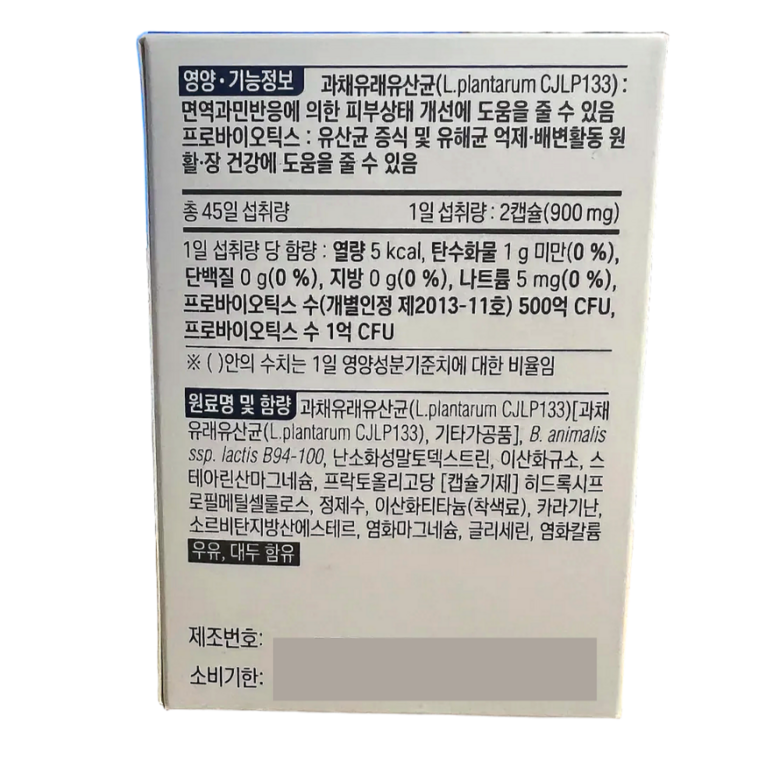 영양·기능정보 과채유래유산균(L.plantarum CJLP133) :
면역과민반응에 의한 피부상태 개선에 도움을 줄 수 있음
프로바이오틱스 : 유산균 증식 및 유해균 억제·배변활동 원
활·장 건강에 도움을 줄 수 있음
총 45일 섭취량 1일 섭취량 : 2캡슐(900 mg)
1일 섭취량 당 함량 : 열량 5 kcal, 탄수화물 1 g 미만(0 %),
단백질 0 g(0 %), 지방 0 g(0 %), 나트륨 5 mg(0 %),
프로바이오틱스 수(개별인정 제2013-11호) 500억 CFU,
프로바이오틱스 수 1억 CFU
※ ( )안의 수치는 1일 영양성분기준치에 대한 비율임
원료명 및 함량 과채유래유산균(L.plantarum CJLP133)[과채
유래유산균(L.plantarum CJLP133), 기타가공품], B. animalis
ssp. lactis B94-100, 난소화성말토덱스트린, 이산화규소, 스
테아린산마그네슘, 프락토올리고당 [캡슐기제] 히드록시프
로필메틸셀룰로스, 정제수, 이산화티타늄(착색료), 카라기난,
소르비탄지방산에스테르, 염화마그네슘, 글리세린, 염화칼륨
우유, 대두 함유
제조번호:
소비기한: